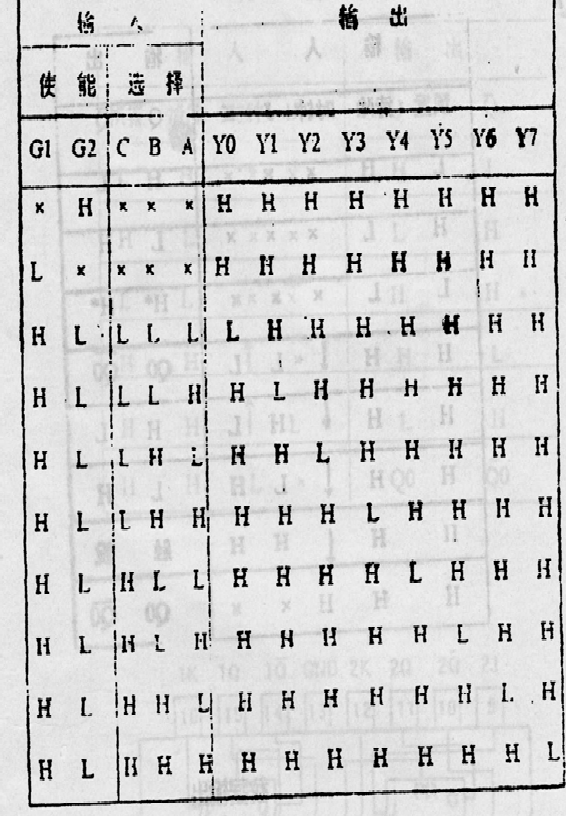 输 入 输 出
使 能 选 择
G1 G2 C B A Y0 Y1 Y2 Y3 Y4 Y5 Y6 Y7
× H × × × H H H H H H H H
L × × × × H H H H H H H H
H L L L L L H H H H H H H
H L L L H H L H H H H H H
H L L H L H H L H H H H H
H L L H H H H H L H H H H
H L H L L H H H H L H H H
H L H L H H H H H H L H H
H L H H L H H H H H H L H
H L H H H H H H H H H H L